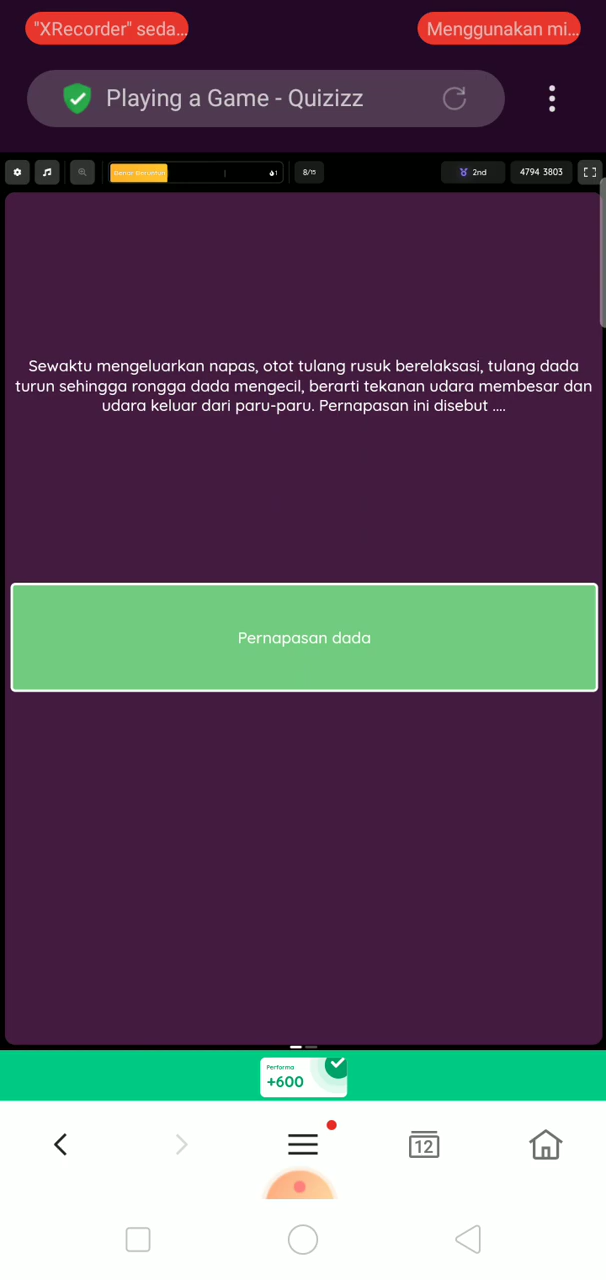 "XRecorder" seda...
Menggunakan mi...
Playing a Game - Quizizz
1
8/15
2nd
4794 3803
Sewaktu mengeluarkan napas, otot tulang rusuk berelaksasi, tulang dada
turun sehingga rongga dada mengecil, berarti tekanan udara membesar dan
udara keluar dari paru-paru. Pernapasan ini disebut ....
Pernapasan dada
Performa
+600
12